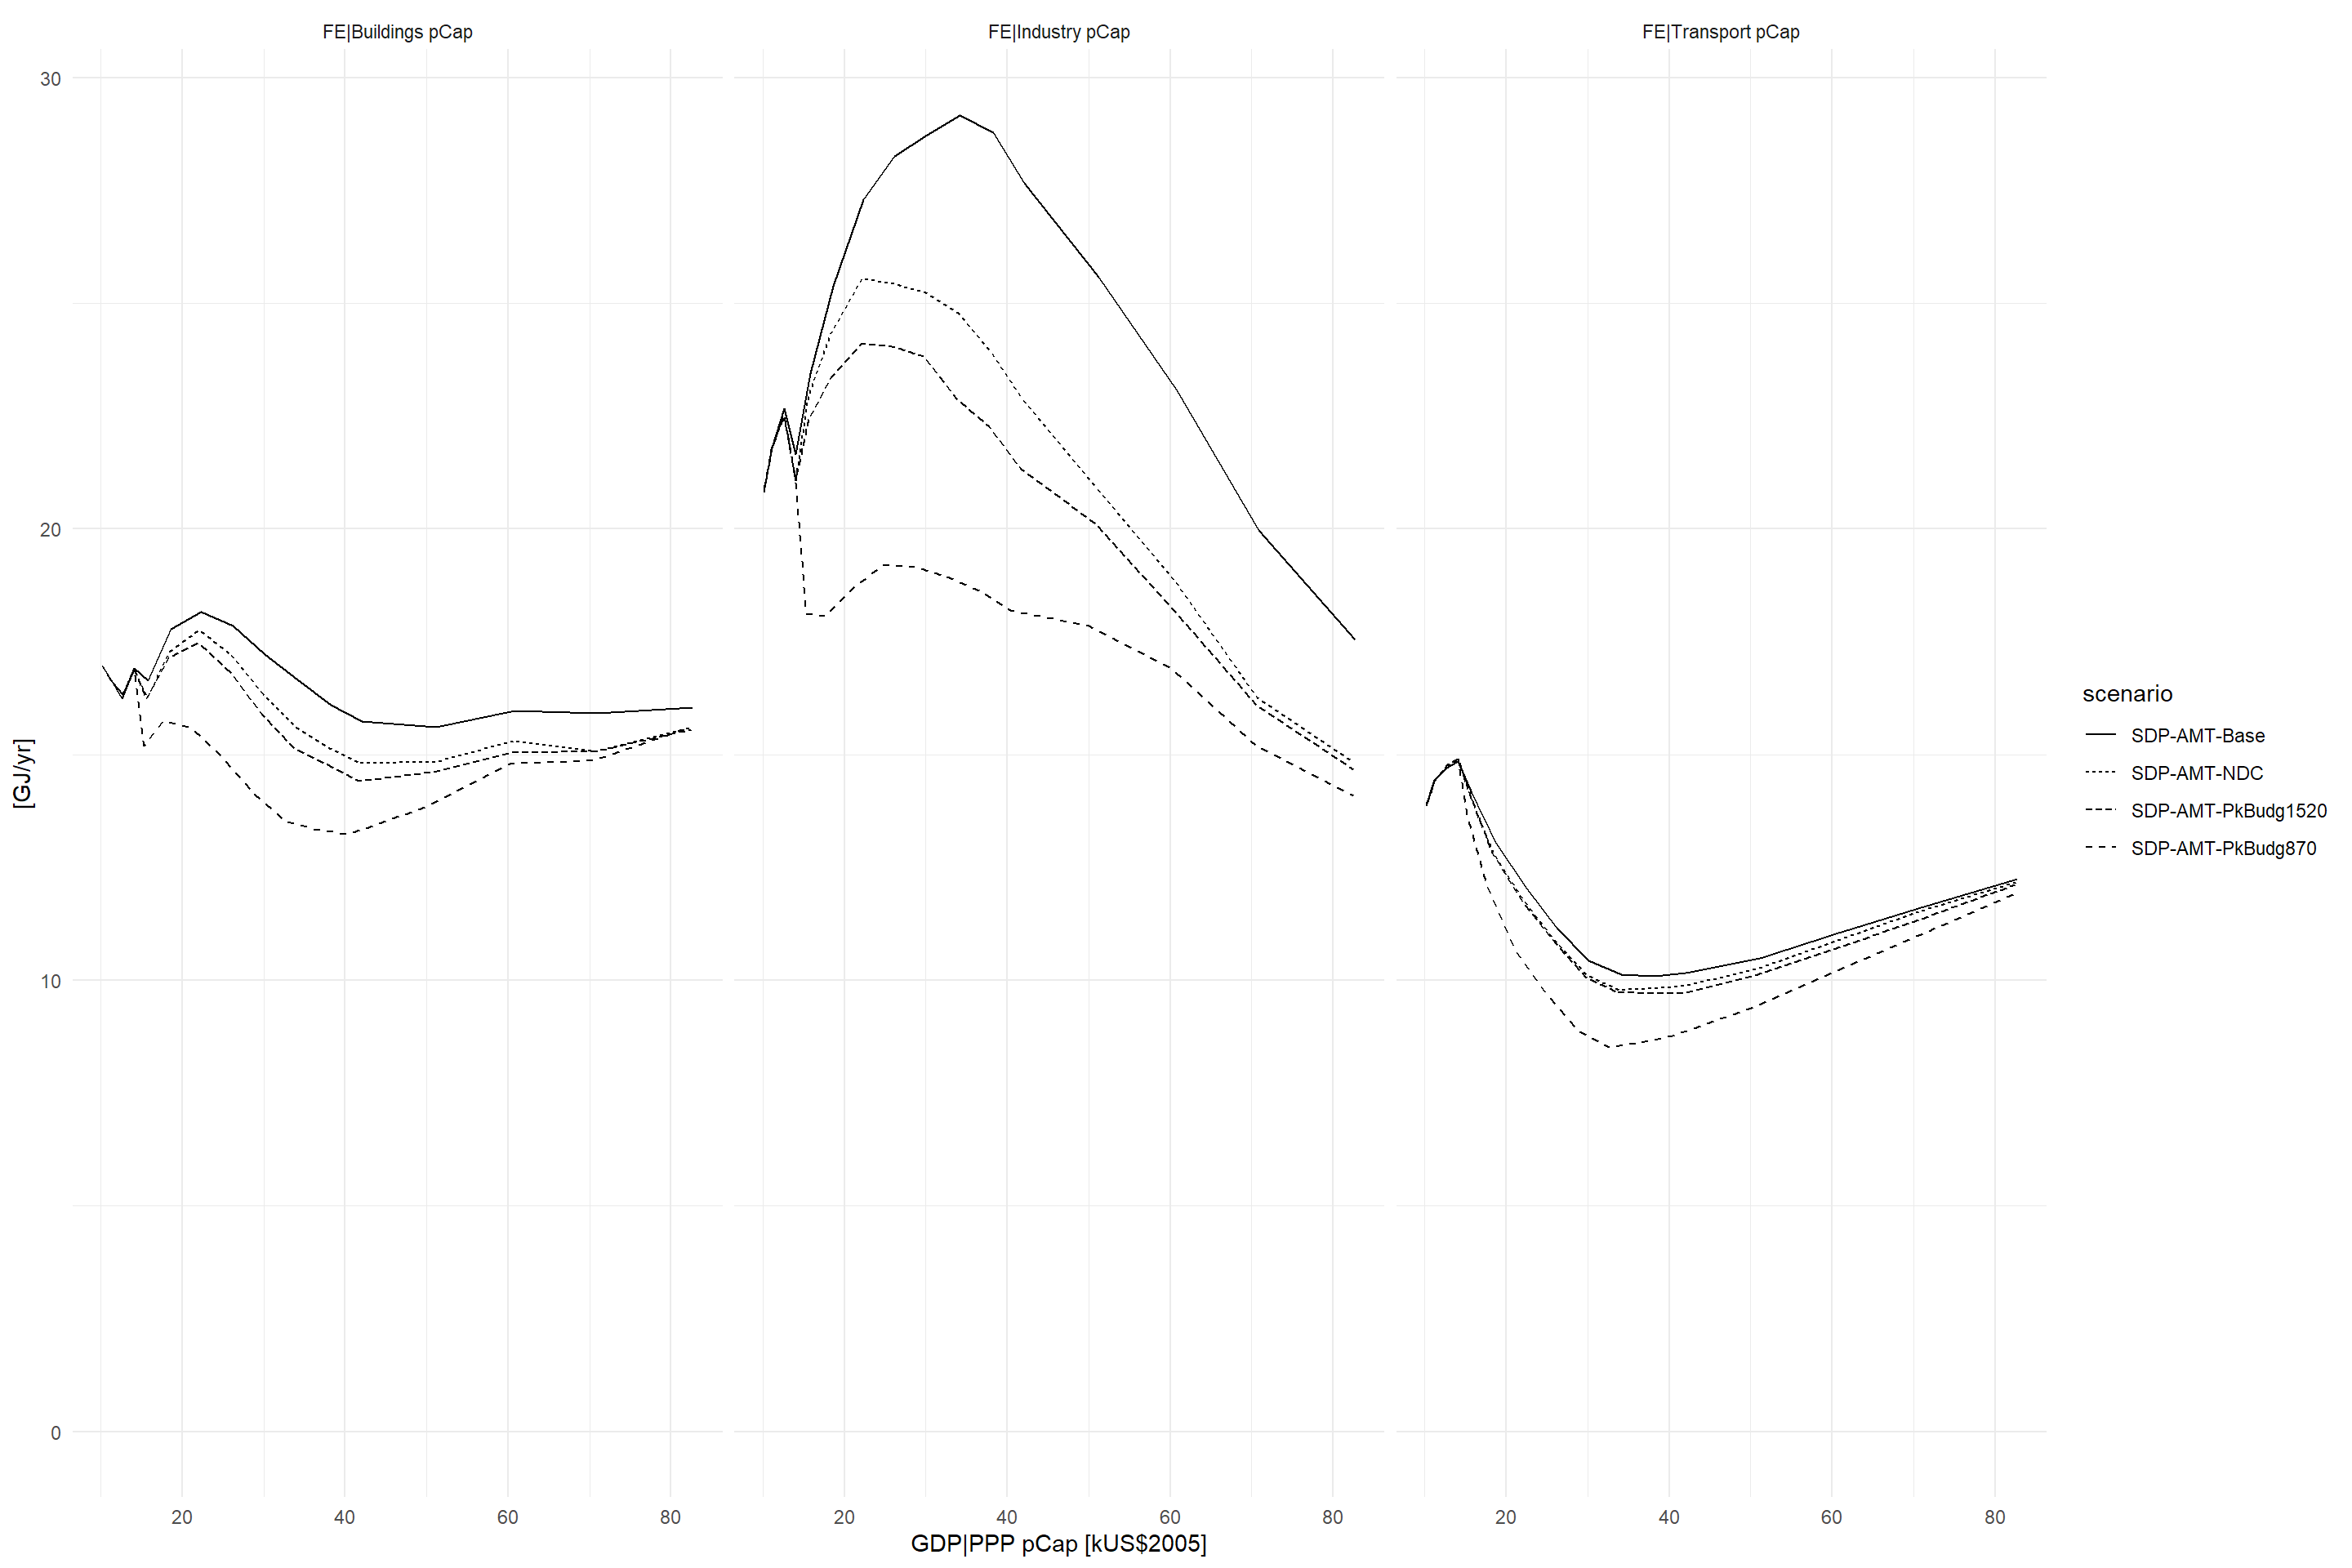 FE|Buildings pCap
FE|Industry pCap
FE|Transport pCap
30
20
10
0
[GJ/yr]
20 40 60 80
20 40 60 80
20 40 60 80
GDP|PPP pCap [kUS$2005]
scenario
SDP-AMT-Base
SDP-AMT-NDC
SDP-AMT-PkBudg1520
SDP-AMT-PkBudg870